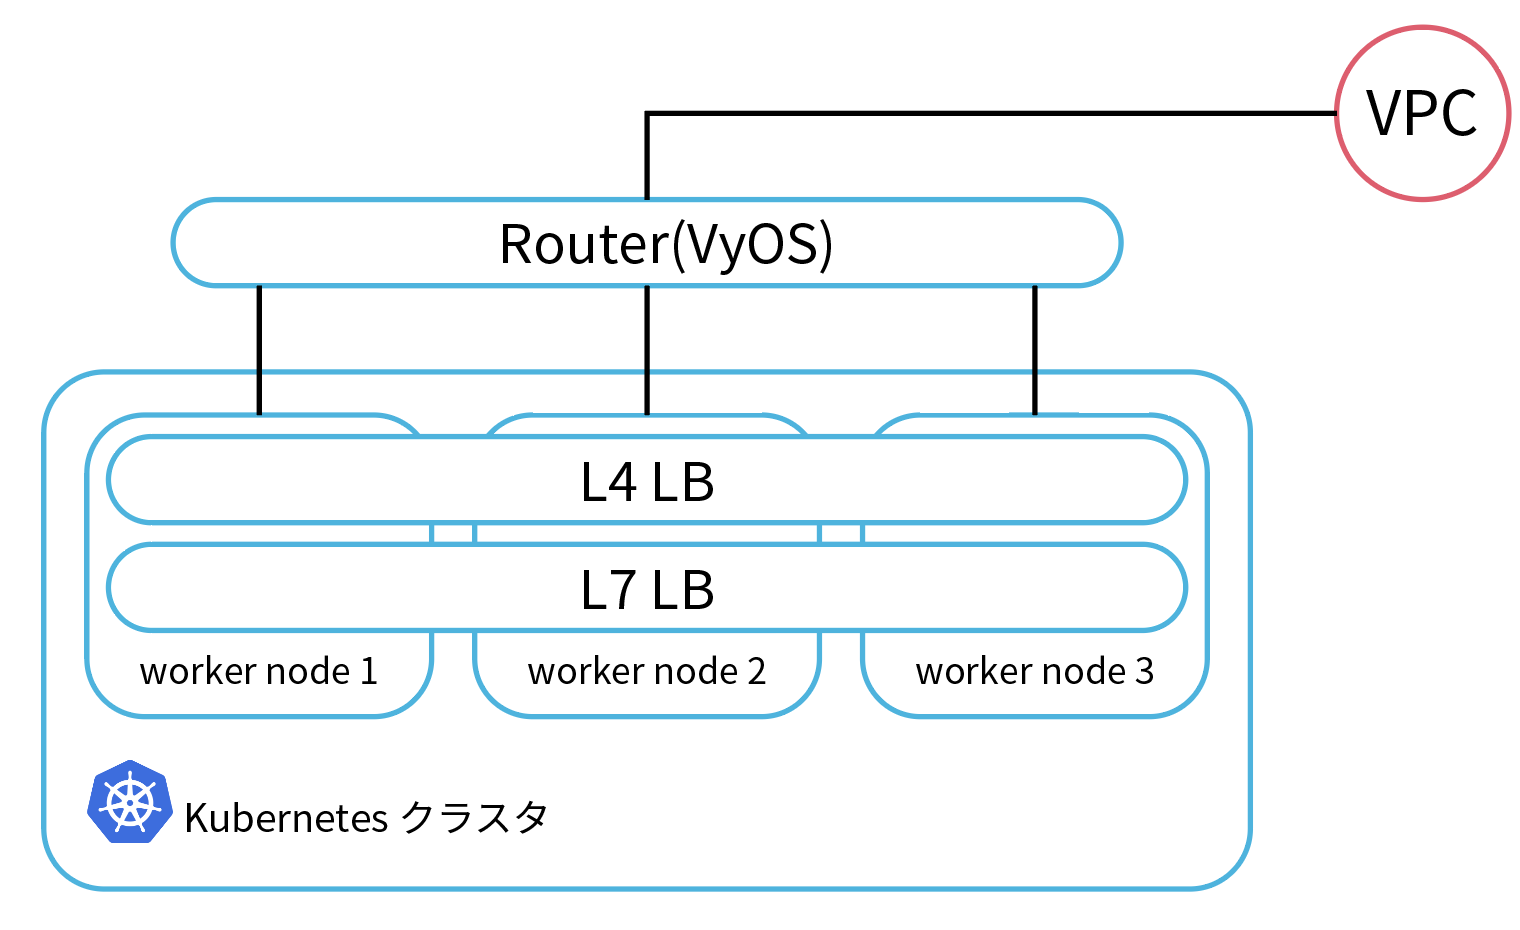 VPC
Router(VyOS)
L4 LB
L7 LB
worker node 1
worker node 2
worker node 3
Kubernetes クラスタ